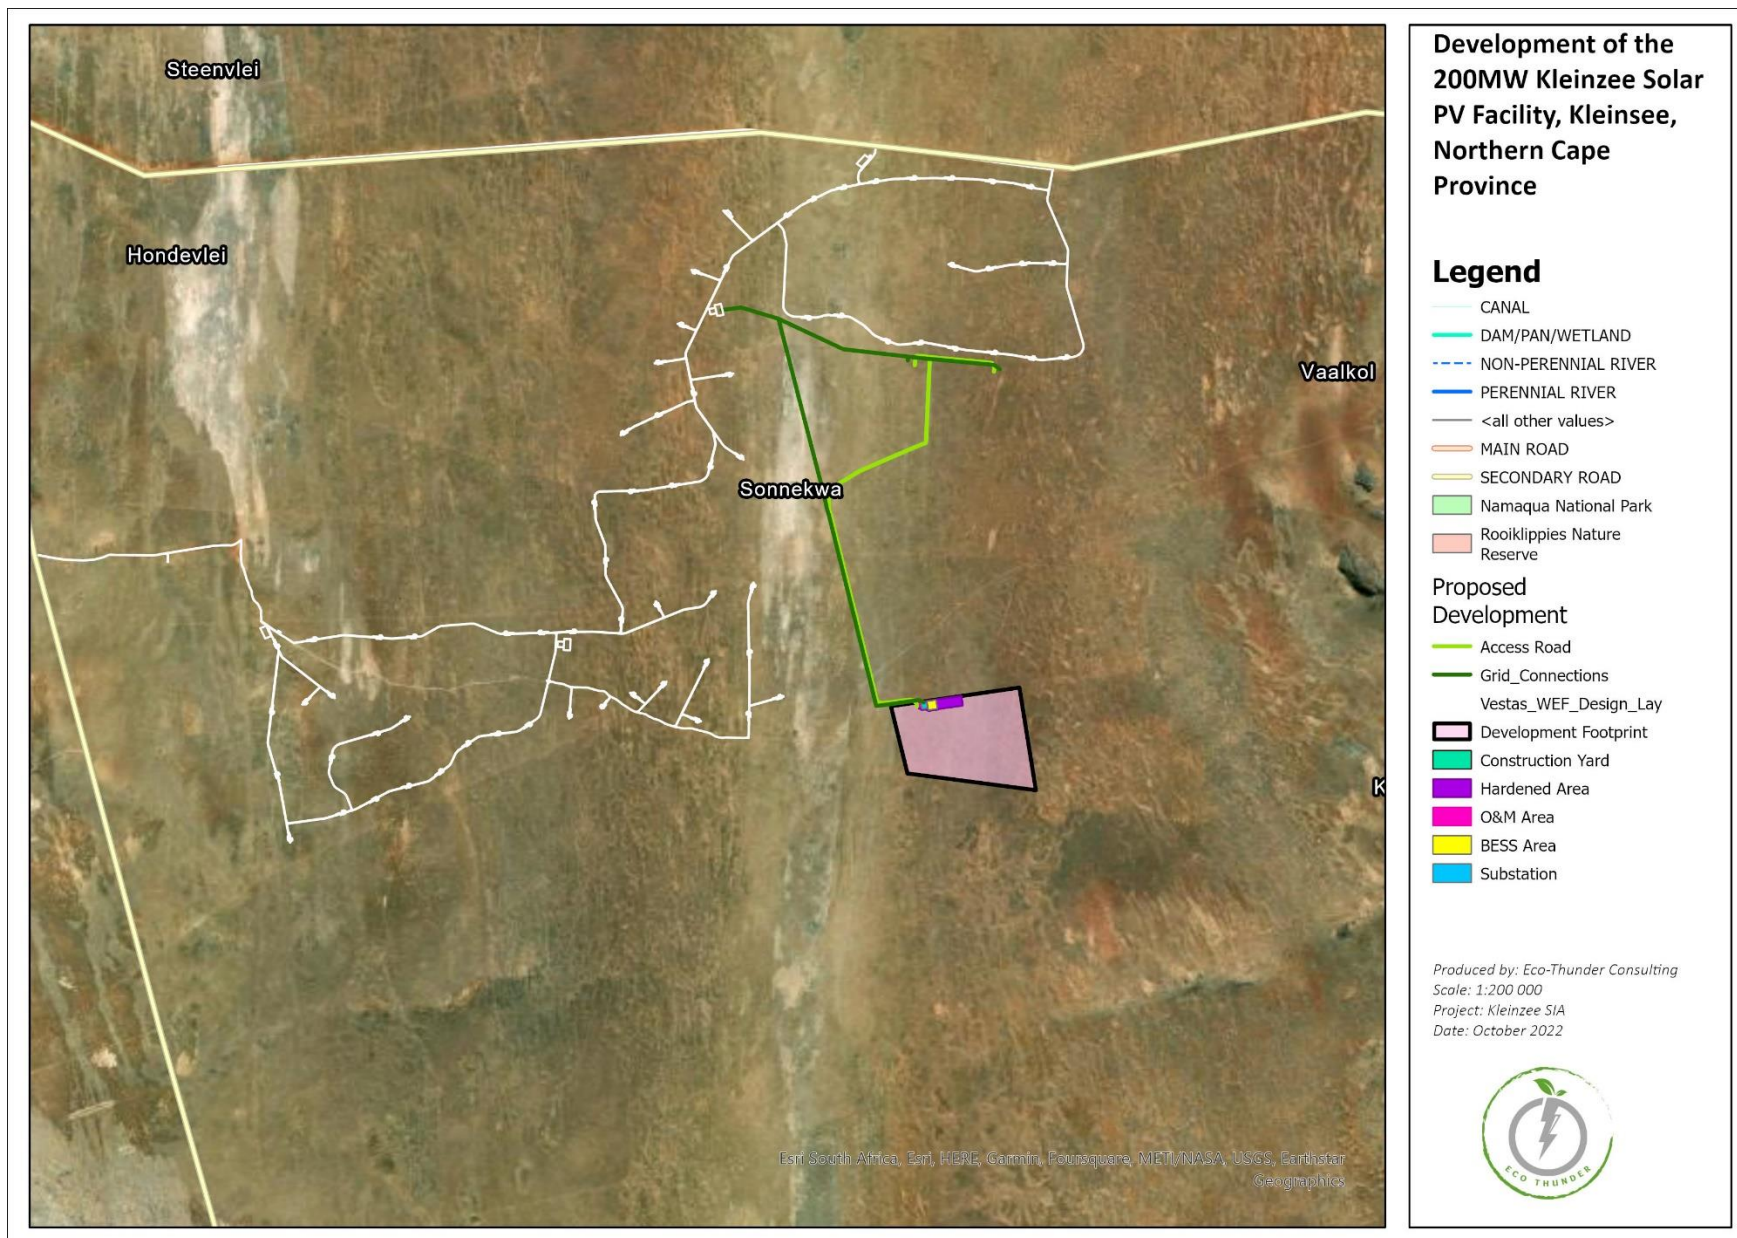 Steenvlei
Hondevlei
Vaalkol
Sonnekwa
K
Esri South Africa, Esri, HERE, Garmin, Foursquare, METI/NASA, USGS, Earthstar
Geographics
Development of the
200MW Kleinzee Solar
PV Facility, Kleinsee,
Northern Cape
Province
Legend
CANAL
DAM/PAN/WETLAND
NON-PERENNIAL RIVER
PERENNIAL RIVER
<all other values>
MAIN ROAD
SECONDARY ROAD
Namaqua National Park
Rooiklippies Nature
Reserve
Proposed
Development
Access Road
Grid_Connections
Vestas_WEF_Design_Lay
Development Footprint
Construction Yard
Hardened Area
O&M Area
BESS Area
Substation
Produced by: Eco-Thunder Consulting
Scale: 1:200 000
Project: Kleinzee SIA
Date: October 2022
ECO THUNDER